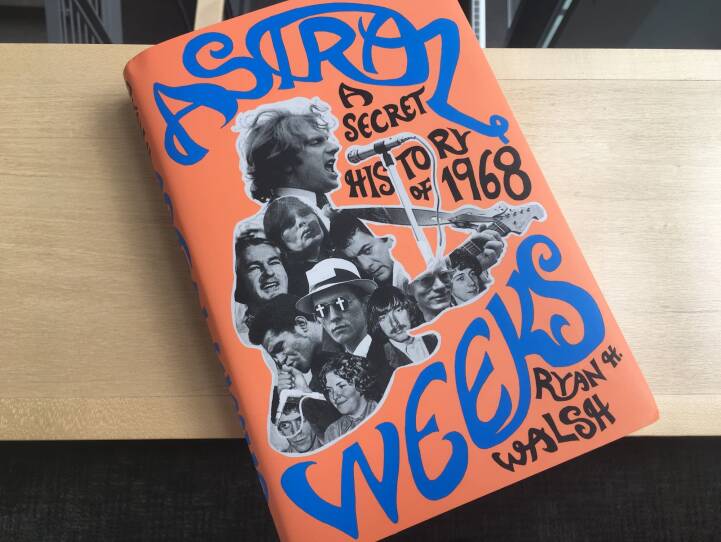 ASTRAL
A
SECRET
HISTORY
OF 1968
WEEKS
RYAN H.
WALSH